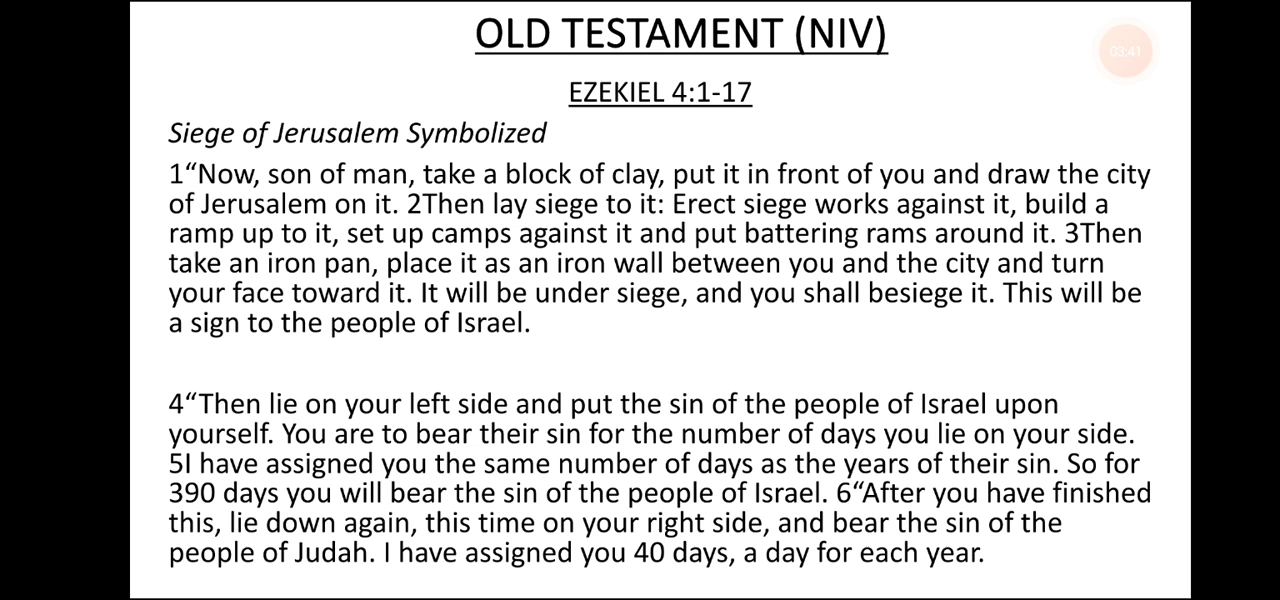 OLD TESTAMENT (NIV)
03:41
EZEKIEL 4:1-17
Siege of Jerusalem Symbolized
1“Now, son of man, take a block of clay, put it in front of you and draw the city
of Jerusalem on it. 2Then lay siege to it: Erect siege works against it, build a
ramp up to it, set up camps against it and put battering rams around it. 3Then
take an iron pan, place it as an iron wall between you and the city and turn
your face toward it. It will be under siege, and you shall besiege it. This will be
a sign to the people of Israel.
4“Then lie on your left side and put the sin of the people of Israel upon
yourself. You are to bear their sin for the number of days you lie on your side.
5I have assigned you the same number of days as the years of their sin. So for
390 days you will bear the sin of the people of Israel. 6“After you have finished
this, lie down again, this time on your right side, and bear the sin of the
people of Judah. I have assigned you 40 days, a day for each year.